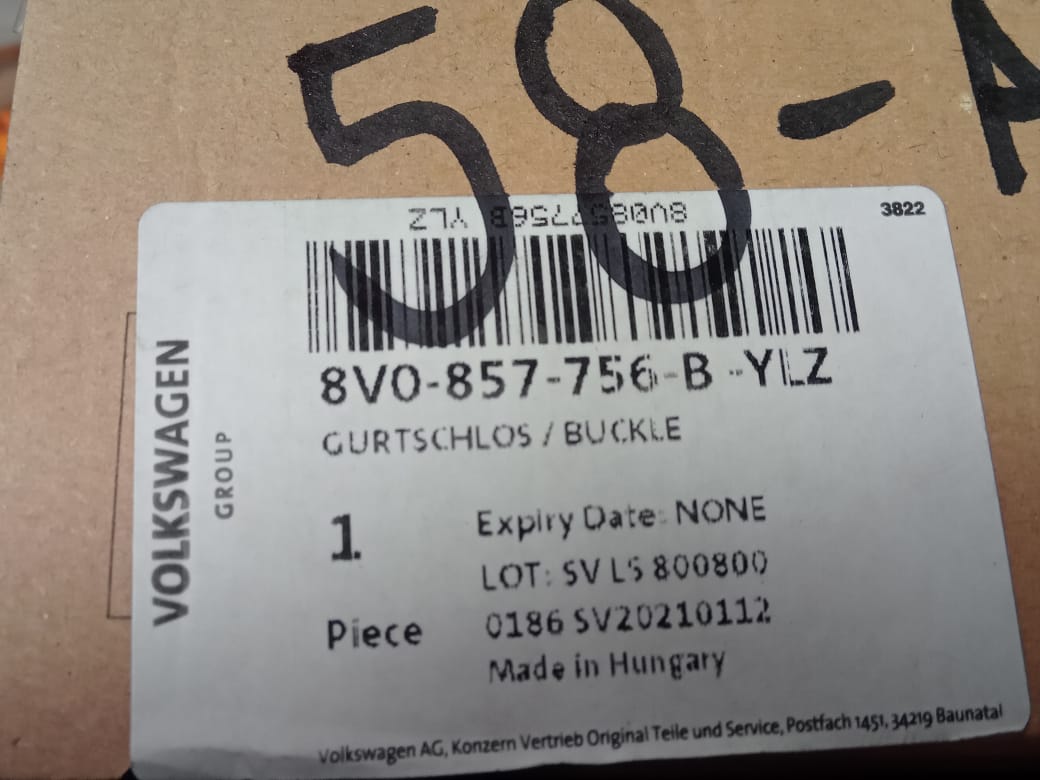 58-A
3822
8V0857756B YLZ
8V0-857-756-B -YLZ
GURTSCHLOS / BUCKLE
VOLKSWAGEN
GROUP
1
Piece
Expiry Date: NONE
LOT: SV LS 800800
0186 SV20210112
Made in Hungary
Volkswagen AG, Konzern Vertrieb Original Teile und Service, Postfach 1451, 34219 Baunatal